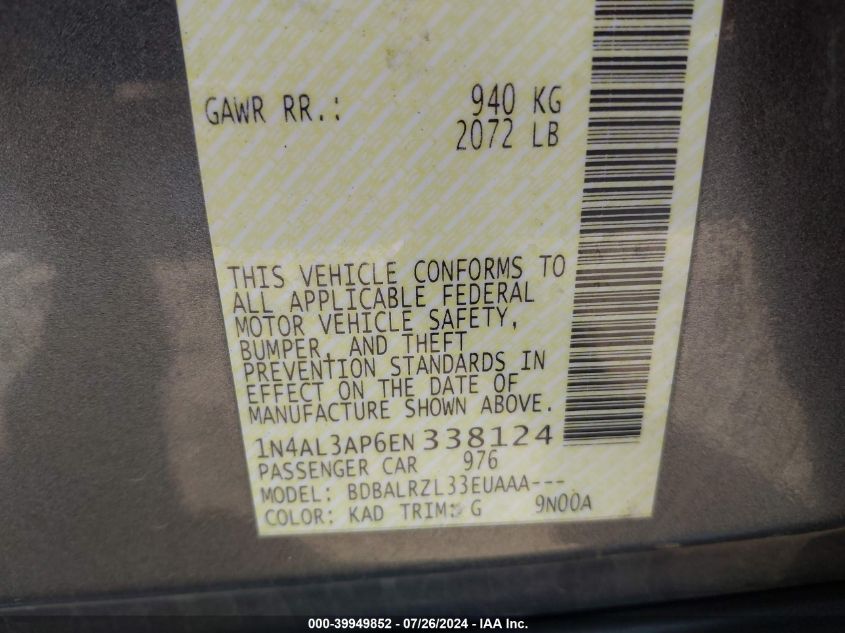 GAWR RR.: 940 KG
2072 LB
THIS VEHICLE CONFORMS TO
ALL APPLICABLE FEDERAL
MOTOR VEHICLE SAFETY,
BUMPER, AND THEFT
PREVENTION STANDARDS IN
EFFECT ON THE DATE OF
MANUFACTURE SHOWN ABOVE.
1N4AL3AP6EN 338124
PASSENGER CAR 976
MODEL: BDBALRZL33EUAAA---
COLOR: KAD TRIM: G 9N00A
000-39949852 - 07/26/2024 - IAA Inc.